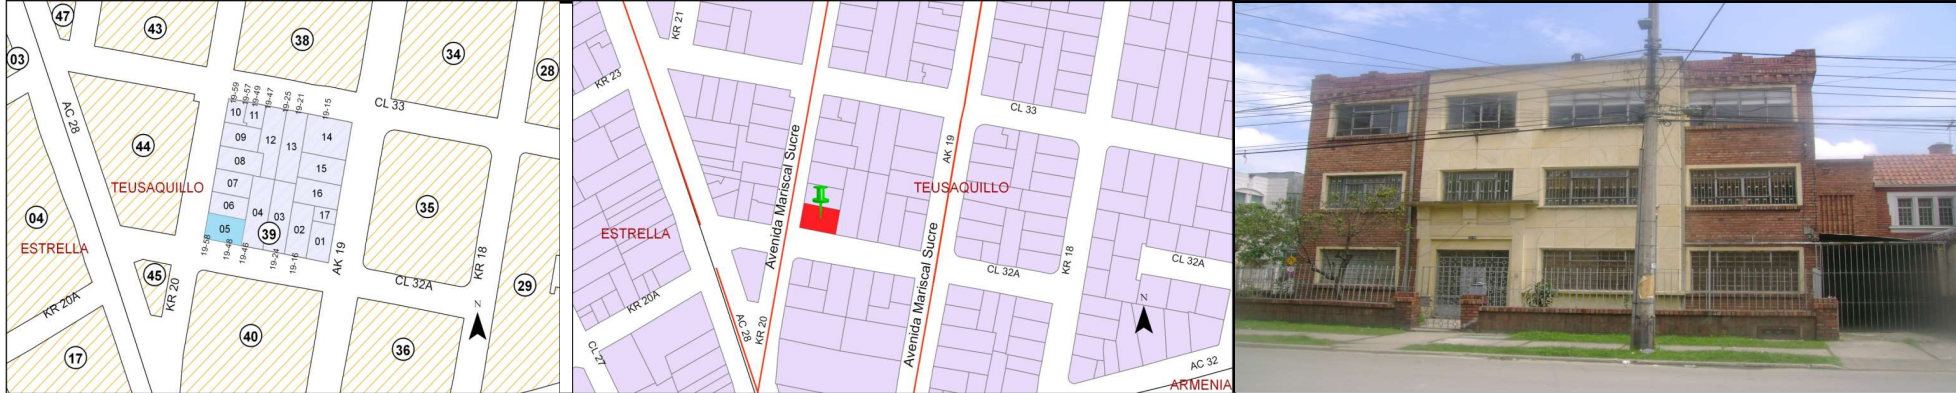 47
43
38
34
28
03
AC 28
44
CL 33
19-59
19-57
19-49
19-47
19-25
19-21
19-15
10
11
12
13
14
09
08
15
07
16
06
04
03
17
05
02
01
39
35
TEUSAQUILLO
04
ESTRELLA
19-58
19-48
19-46
19-24
19-16
AK 19
KR 18
45
KR 20
CL 32A
29
KR 20A
N
17
40
36
KR 21
KR 23
Avenida Mariscal Sucre
CL 33
AK 19
TEUSAQUILLO
ESTRELLA
KR 18
CL 32A
CL 32A
KR 20A
AC 28
KR 20
Avenida Mariscal Sucre
N
CL 27
AC 32
ARMENIA